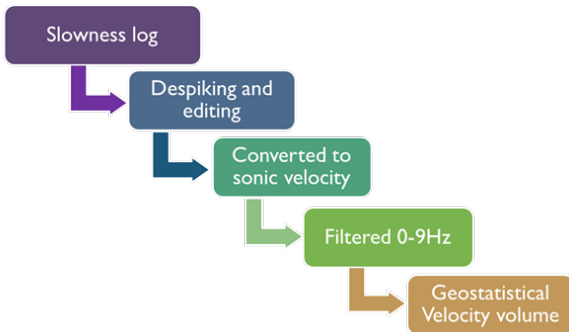 Slowness log
Despiking and
editing
Converted to
sonic velocity
Filtered 0-9Hz
Geostatistical
Velocity volume